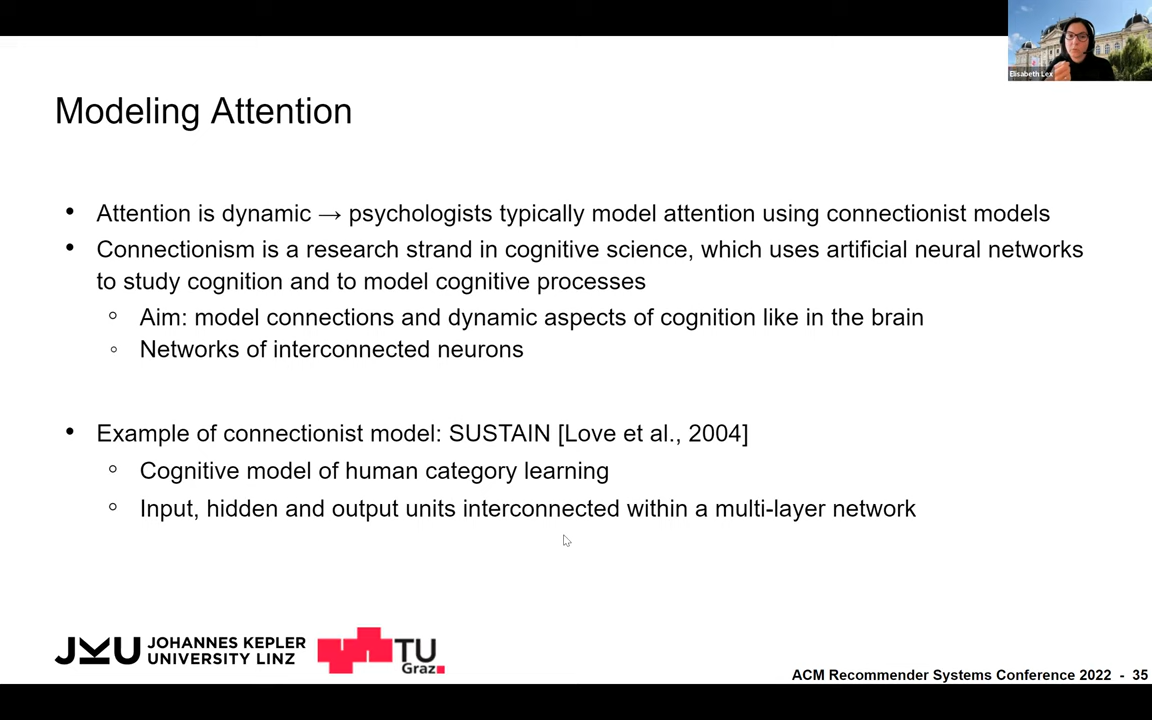 Elisabeth Lex
Modeling Attention
• Attention is dynamic → psychologists typically model attention using connectionist models
• Connectionism is a research strand in cognitive science, which uses artificial neural networks
to study cognition and to model cognitive processes
○ Aim: model connections and dynamic aspects of cognition like in the brain
○ Networks of interconnected neurons
• Example of connectionist model: SUSTAIN [Love et al., 2004]
○ Cognitive model of human category learning
○ Input, hidden and output units interconnected within a multi-layer network
JKU JOHANNES KEPLER
UNIVERSITY LINZ
TU
Graz
ACM Recommender Systems Conference 2022 - 35